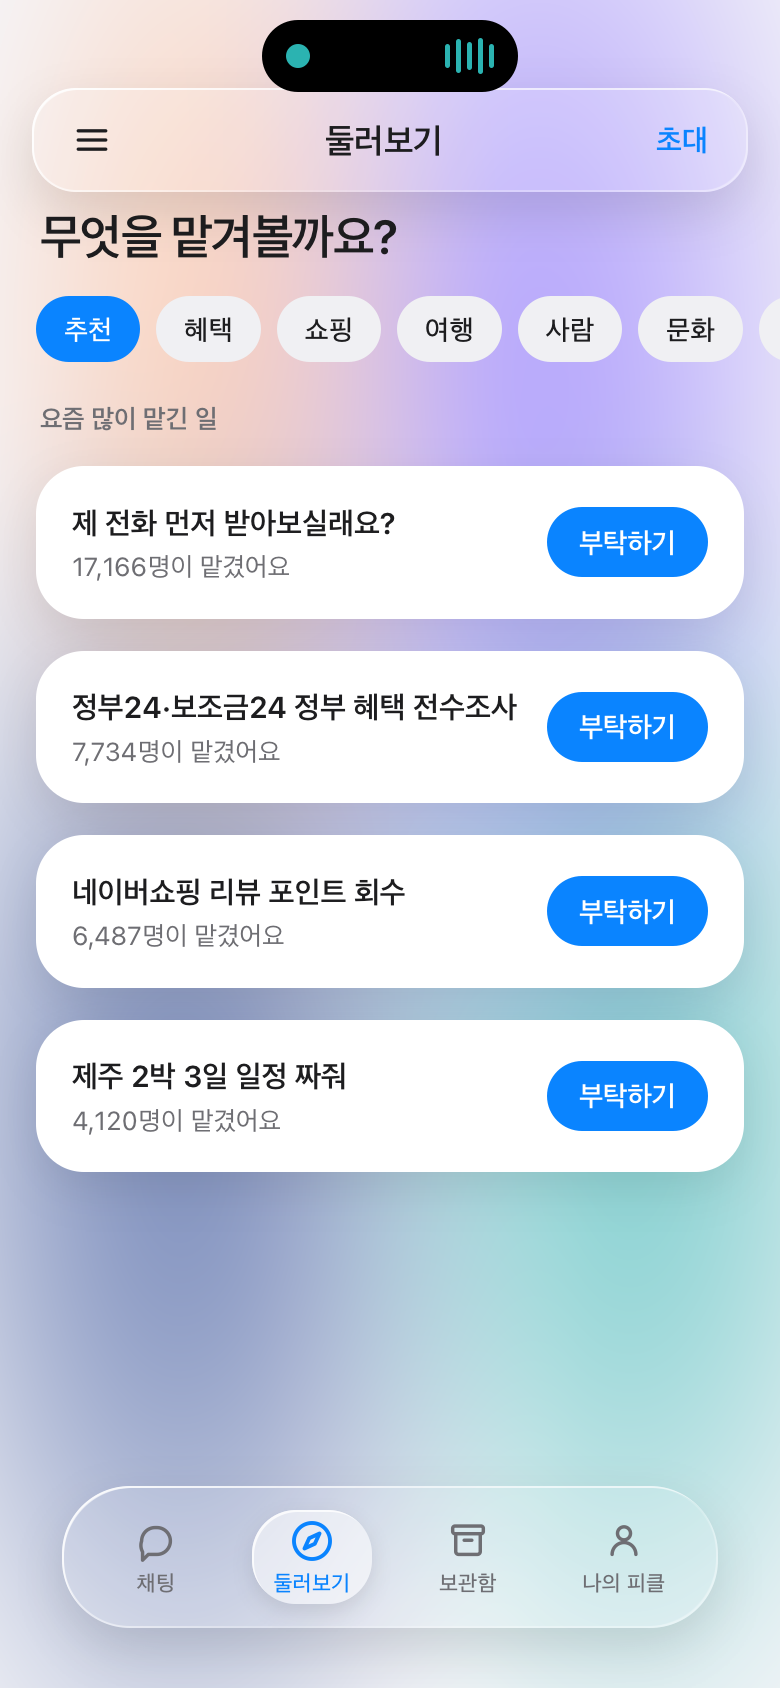 둘러보기
초대
무엇을 맡겨볼까요?
추천
혜택
쇼핑
여행
사람
문화
요즘 많이 맡긴 일
제 전화 먼저 받아보실래요?
17,166명이 맡겼어요
부탁하기
정부24·보조금24 정부 혜택 전수조사
7,734명이 맡겼어요
부탁하기
네이버쇼핑 리뷰 포인트 회수
6,487명이 맡겼어요
부탁하기
제주 2박 3일 일정 짜줘
4,120명이 맡겼어요
부탁하기
채팅
둘러보기
보관함
나의 피클